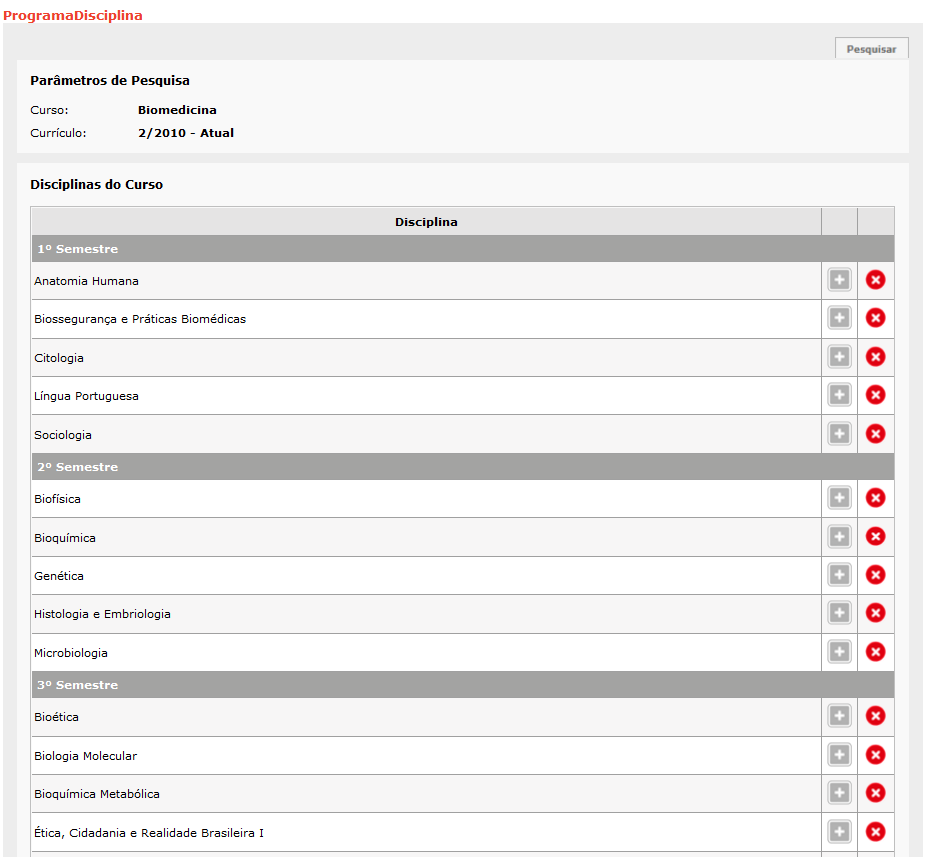 ProgramaDisciplina
Pesquisar
Parâmetros de Pesquisa
Curso: Biomedicina
Currículo: 2/2010 - Atual
Disciplinas do Curso
Disciplina
1º Semestre
Anatomia Humana
Biossegurança e Práticas Biomédicas
Citologia
Língua Portuguesa
Sociologia
2º Semestre
Biofísica
Bioquímica
Genética
Histologia e Embriologia
Microbiologia
3º Semestre
Bioética
Biologia Molecular
Bioquímica Metabólica
Ética, Cidadania e Realidade Brasileira I